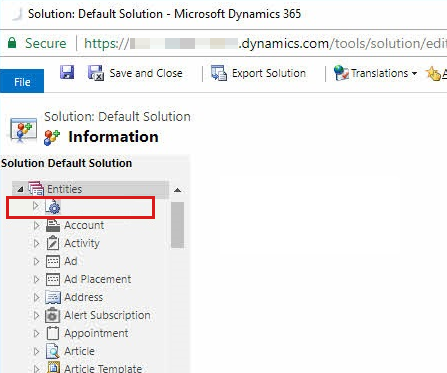 Solution: Default Solution - Microsoft Dynamics 365
Secure https:// .dynamics.com/tools/solution/edi
File Save and Close Export Solution Translations
Solution: Default Solution
Information
Solution Default Solution
Entities
Account
Activity
Ad
Ad Placement
Address
Alert Subscription
Appointment
Article
Article Template